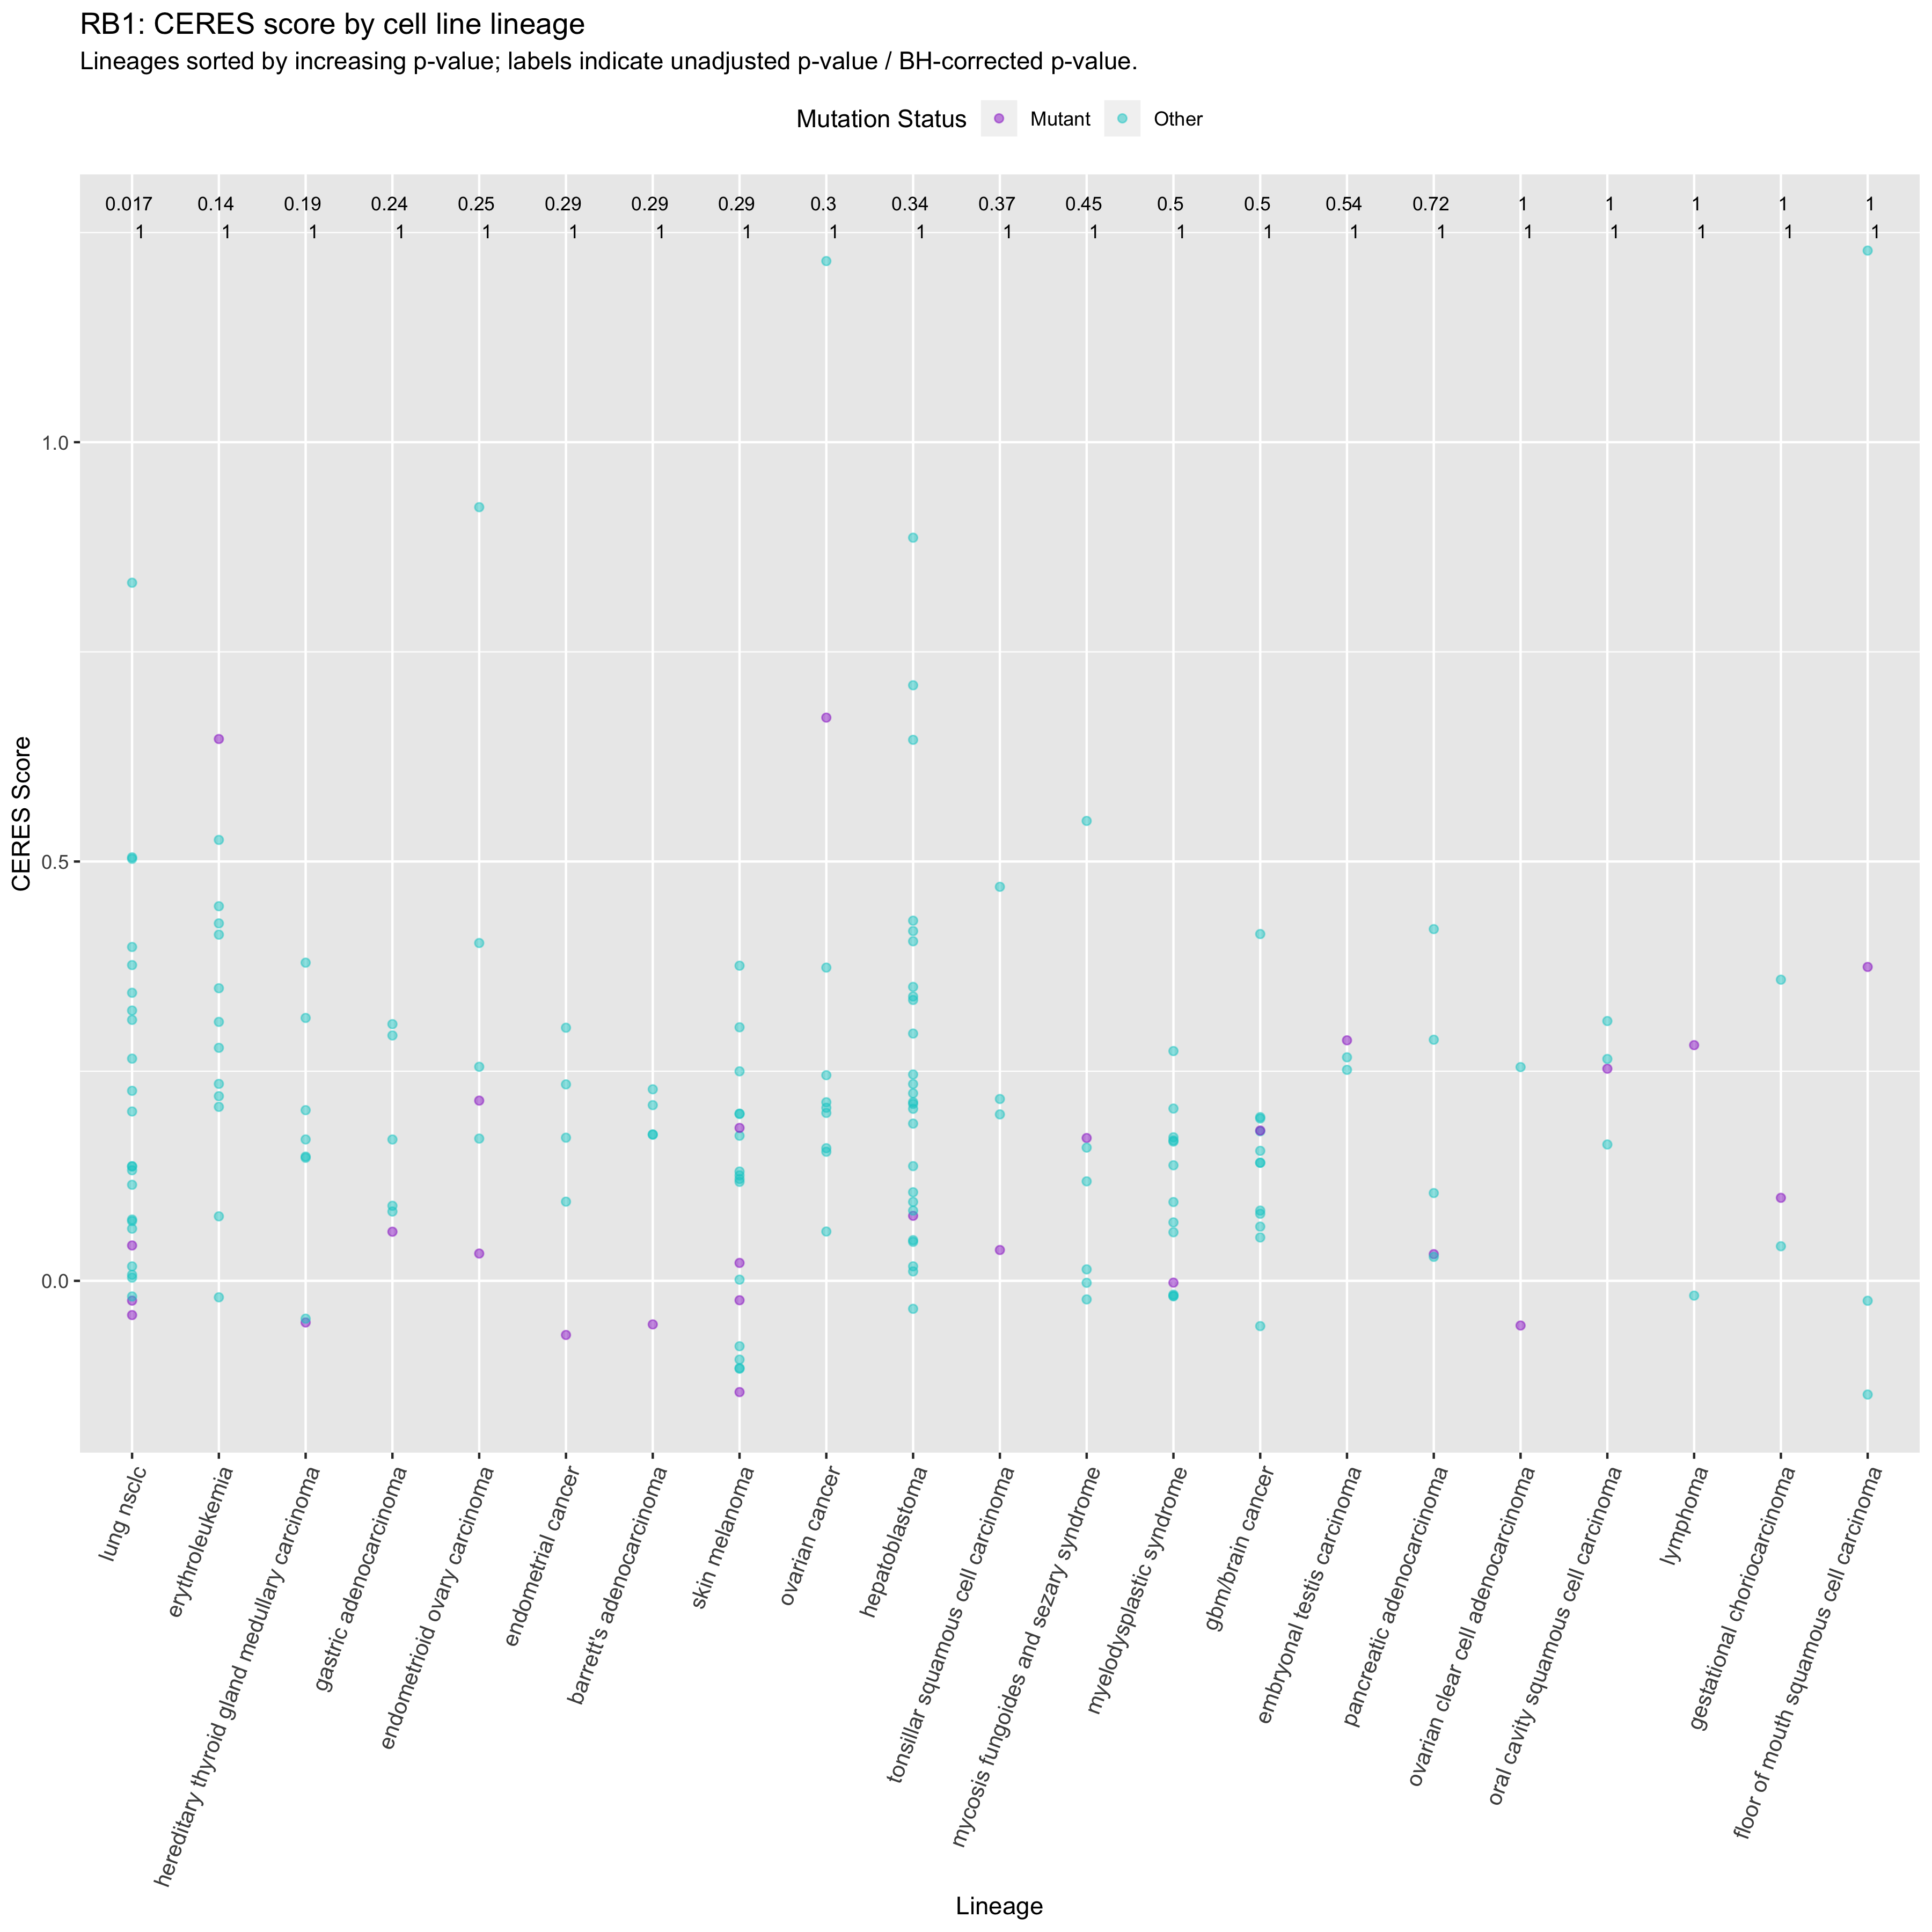 RB1: CERES score by cell line lineage
Lineages sorted by increasing p-value; labels indicate unadjusted p-value / BH-corrected p-value.
Mutation Status Mutant Other
0.017 0.14 0.19 0.24 0.25 0.29 0.29 0.29 0.3 0.34 0.37 0.45 0.5 0.5 0.54 0.72 1 1 1 1 1
1 1 1 1 1 1 1 1 1 1 1 1 1 1 1 1 1 1 1 1 1
1.0
0.5
0.0
CERES Score
lung nsclc
erythroleukemia
hereditary thyroid gland medullary carcinoma
gastric adenocarcinoma
endometrioid ovary carcinoma
endometrial cancer
barrett's adenocarcinoma
skin melanoma
ovarian cancer
hepatoblastoma
tonsillar squamous cell carcinoma
mycosis fungoides and sezary syndrome
myelodysplastic syndrome
gbm/brain cancer
embryonal testis carcinoma
pancreatic adenocarcinoma
ovarian clear cell adenocarcinoma
oral cavity squamous cell carcinoma
lymphoma
gestational choriocarcinoma
floor of mouth squamous cell carcinoma
Lineage